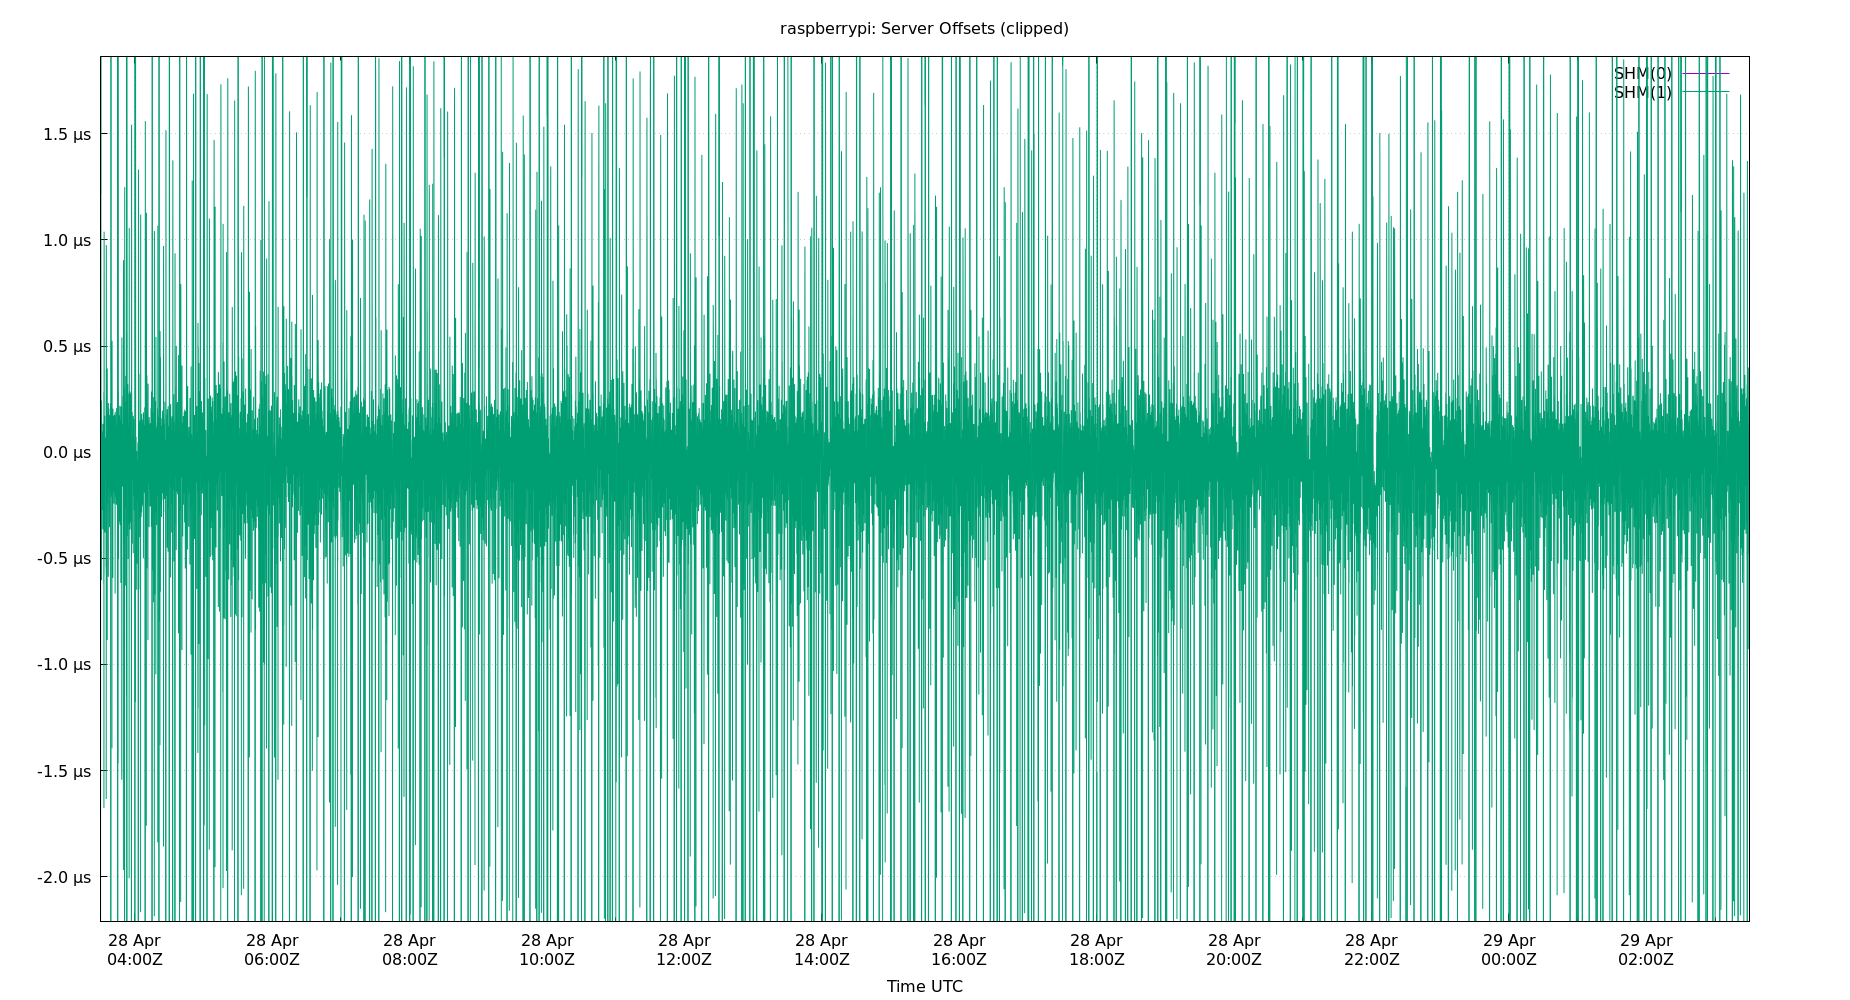 raspberrypi: Server Offsets (clipped)
SHM(0)
SHM(1)
1.5 µs
1.0 µs
0.5 µs
0.0 µs
-0.5 µs
-1.0 µs
-1.5 µs
-2.0 µs
28 Apr 28 Apr 28 Apr 28 Apr 28 Apr 28 Apr 28 Apr 28 Apr 28 Apr 28 Apr 29 Apr 29 Apr
04:00Z 06:00Z 08:00Z 10:00Z 12:00Z 14:00Z 16:00Z 18:00Z 20:00Z 22:00Z 00:00Z 02:00Z
Time UTC